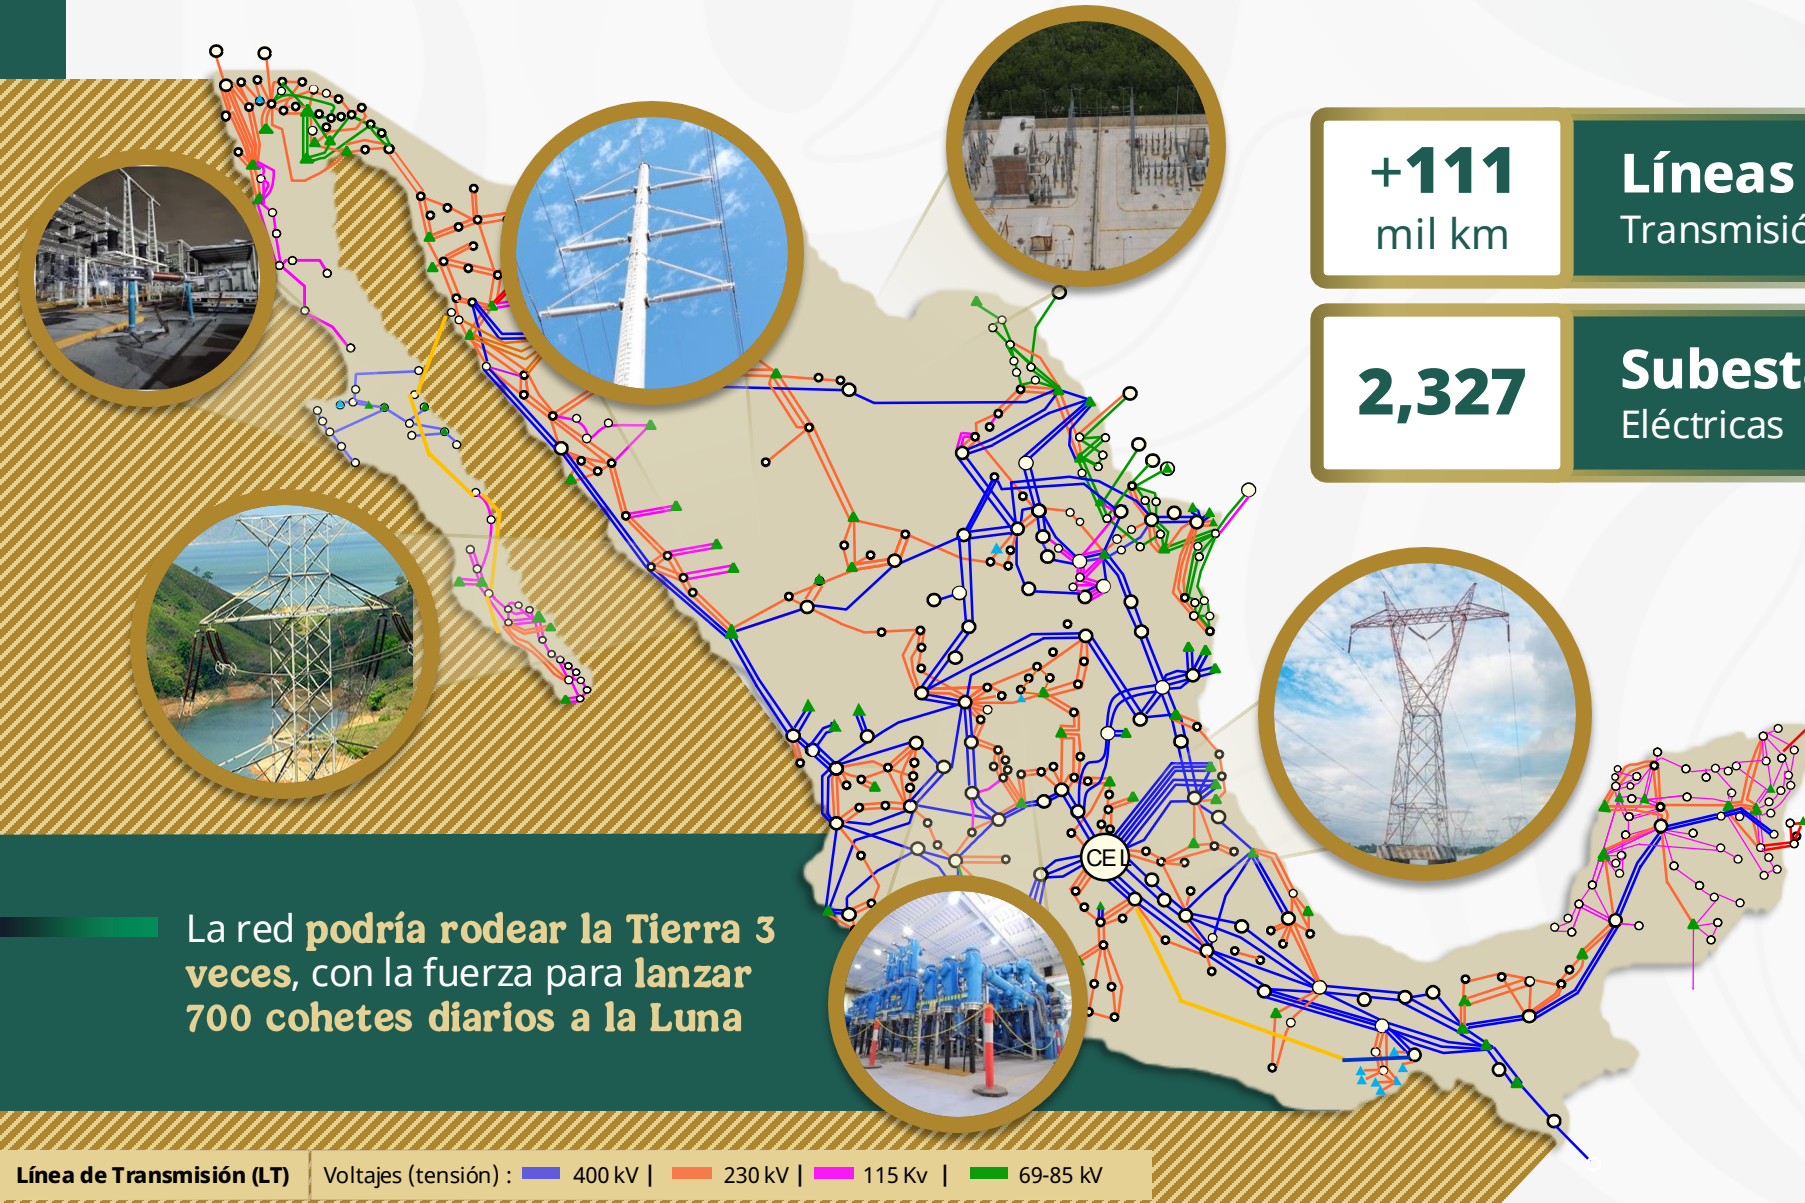 +111
mil km
Líneas
Transmisió
2,327
Subest
Eléctricas
CEL
La red podría rodear la Tierra 3
veces, con la fuerza para lanzar
700 cohetes diarios a la Luna
Línea de Transmisión (LT) | Voltajes (tensión) : 400 kV | 230 kV | 115 Kv | 69-85 kV